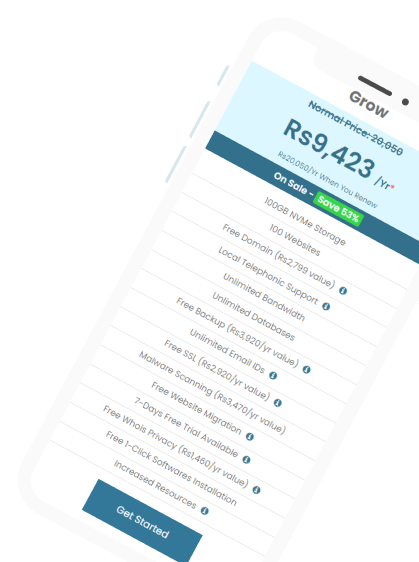 Grow
Normal Price: 20,050
Rs9,423 /Yr*
Rs20,050/yr When You Renew
On Sale - Save 53%
100GB NVMe Storage
100 Websites
Free Domain (Rs2,799 value)
Local Telephonic Support
Unlimited Bandwidth
Unlimited Databases
Free Backup (Rs3,920/yr value)
Unlimited Email IDs
Free SSL (Rs2,920/yr value)
Malware Scanning (Rs3,470/yr value)
Free Website Migration
7-Days Free Trial Available
Free Whois Privacy (Rs1,460/yr value)
Free 1-Click Softwares Installation
Increased Resources
Get Started